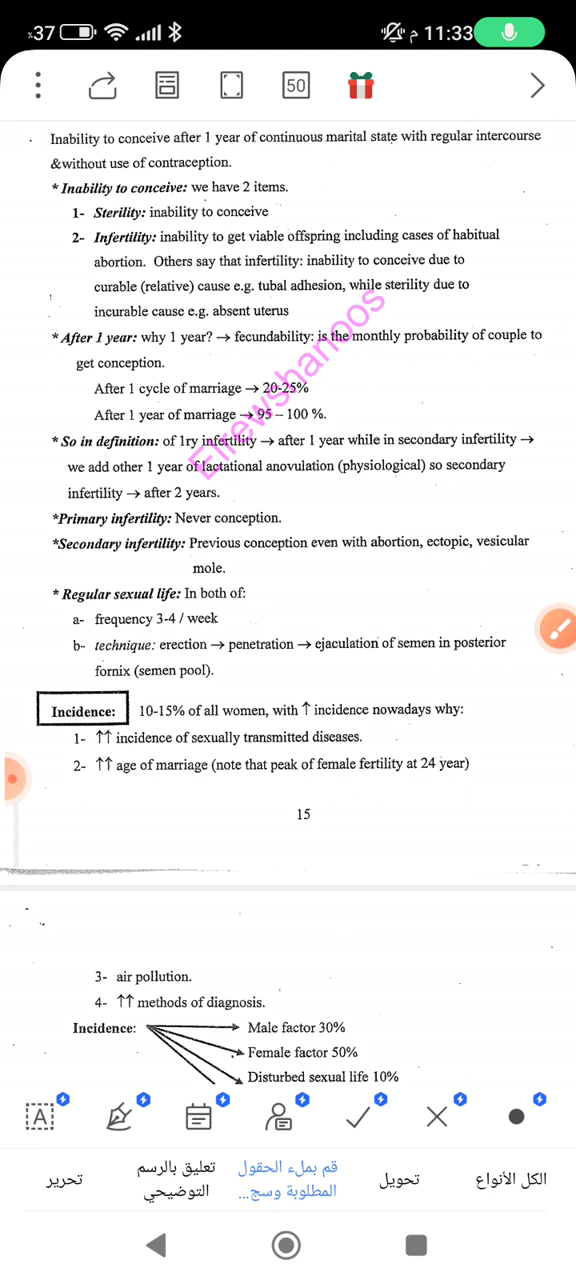 %37
م 11:33
50
Inability to conceive after 1 year of continuous marital state with regular intercourse
&without use of contraception.
* Inability to conceive: we have 2 items.
1- Sterility: inability to conceive
2- Infertility: inability to get viable offspring including cases of habitual
abortion. Others say that infertility: inability to conceive due to
curable (relative) cause e.g. tubal adhesion, while sterility due to
incurable cause e.g. absent uterus
* After 1 year: why 1 year? → fecundability: is the monthly probability of couple to
get conception.
After 1 cycle of marriage → 20-25%
After 1 year of marriage → 95 – 100 %.
* So in definition: of 1ry infertility → after 1 year while in secondary infertility →
we add other 1 year of lactational anovulation (physiological) so secondary
infertility → after 2 years.
*Primary infertility: Never conception.
*Secondary infertility: Previous conception even with abortion, ectopic, vesicular
mole.
* Regular sexual life: In both of:
a- frequency 3-4 / week
b- technique: erection → penetration → ejaculation of semen in posterior
fornix (semen pool).
Incidence: 10-15% of all women, with ↑ incidence nowadays why:
1- ↑↑ incidence of sexually transmitted diseases.
2- ↑↑ age of marriage (note that peak of female fertility at 24 year)
15
Elrewshanoos
3- air pollution.
4- ↑↑ methods of diagnosis.
Incidence: Male factor 30%
Female factor 50%
Disturbed sexual life 10%
A
الكل الأنواع
تحويل
قم بملء الحقول
المطلوبة وسج...
تعليق بالرسم
التوضيحي
تحرير